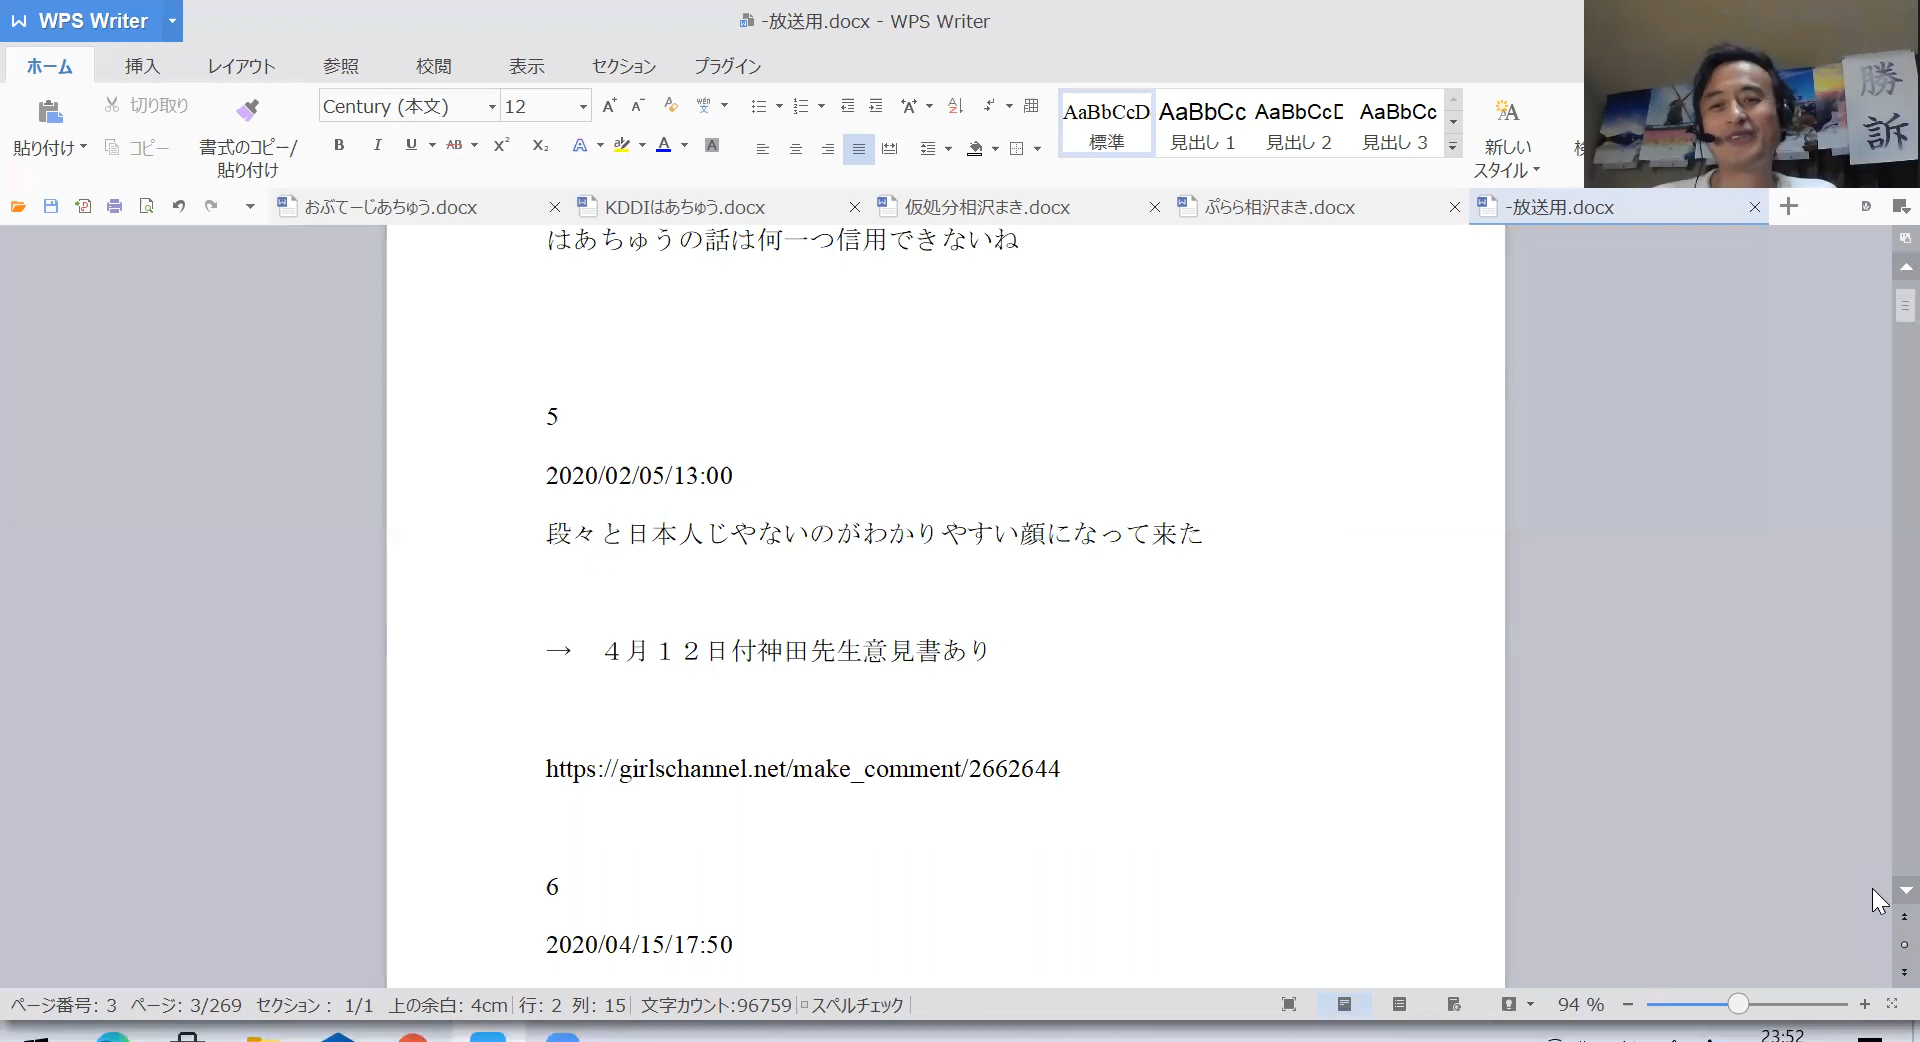 WPS Writer
-放送用.docx - WPS Writer
ホーム 挿入 レイアウト 参照 校閲 表示 セクション プラグイン
貼り付け 切り取り コピー 書式のコピー/貼り付け
Century (本文) 12
AaBbCcD AaBbCc AaBbCcD AaBbCc
標準 見出し 1 見出し 2 見出し 3
新しい
スタイル
勝
訴
おぶてーじあちゅう.docx KDDIはあちゅう.docx 仮処分相沢まき.docx ぷらら相沢まき.docx -放送用.docx
はあちゅうの話は何一つ信用できないね
5
2020/02/05/13:00
段々と日本人じやないのがわかりやすい顔になって来た
→ ４月１２日付神田先生意見書あり
https://girlschannel.net/make_comment/2662644
6
2020/04/15/17:50
ページ番号: 3 ページ: 3/269 セクション : 1/1 上の余白: 4cm 行: 2 列: 15 文字カウント:96759 スペルチェック 94 %
23:52